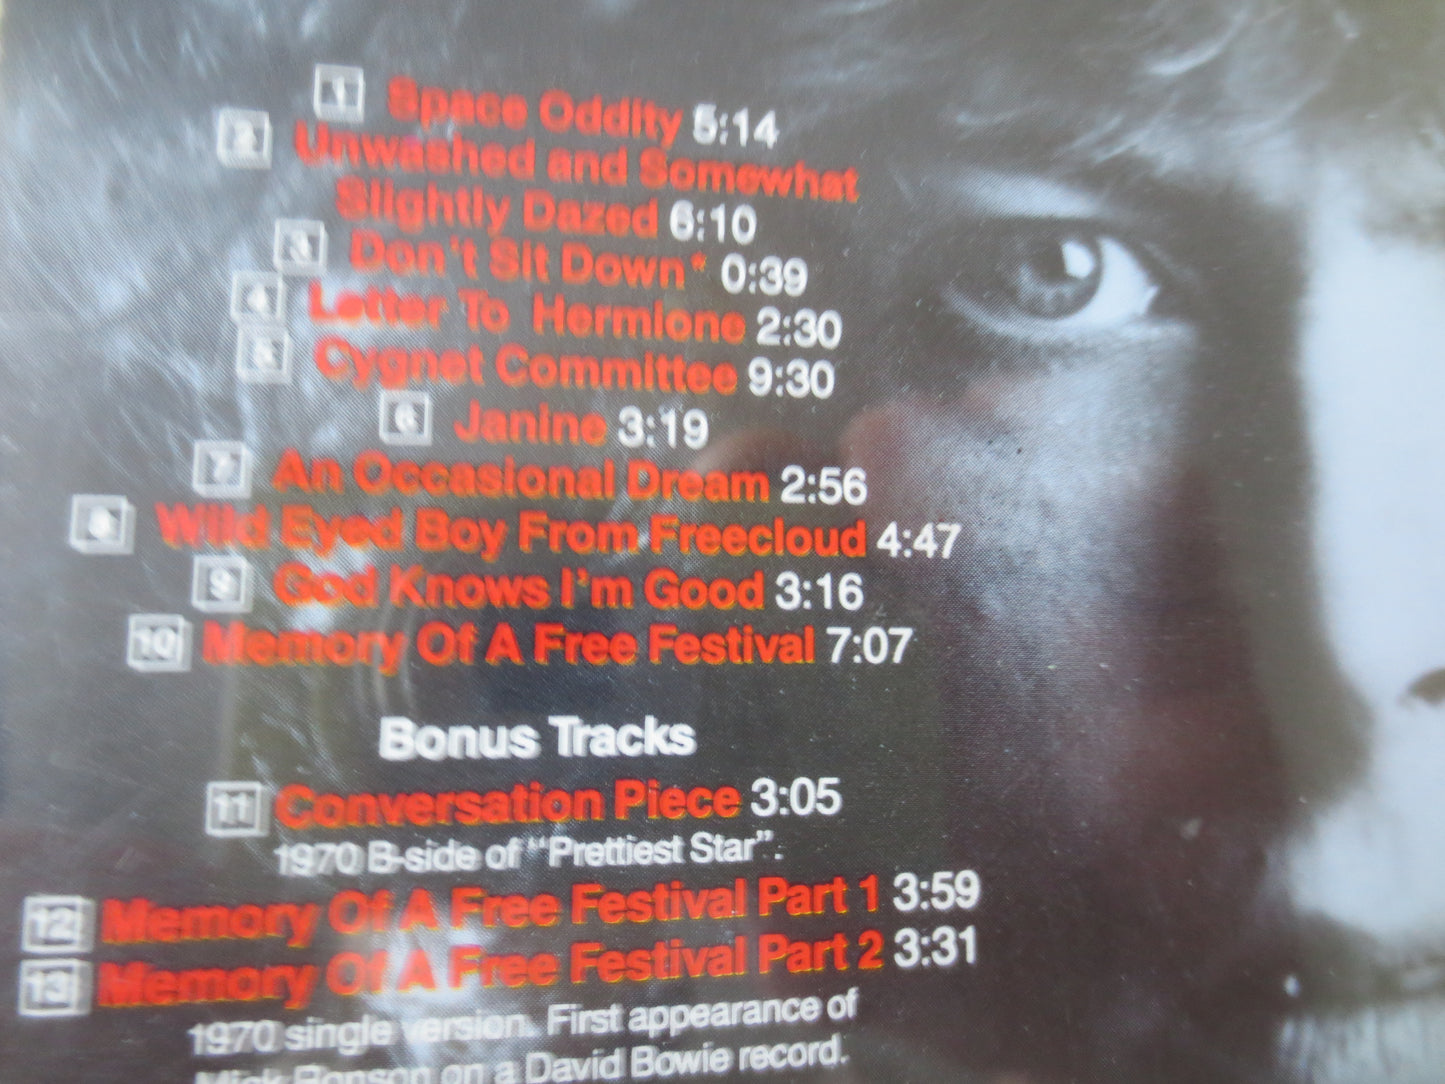 1 Space Oddity 5:14
2 Unwashed and Somewhat
Slightly Dazed 6:10
3 Don't Sit Down* 0:39
4 Letter To Hermione 2:30
5 Cygnet Committee 9:30
6 Janine 3:19
7 An Occasional Dream 2:56
8 Wild Eyed Boy From Freecloud 4:47
9 God Knows I'm Good 3:16
10 Memory Of A Free Festival 7:07
Bonus Tracks
11 Conversation Piece 3:05
1970 B-side of "Prettiest Star".
12 Memory Of A Free Festival Part 1 3:59
13 Memory Of A Free Festival Part 2 3:31
1970 single version. First appearance of
Mick Ronson on a David Bowie record.